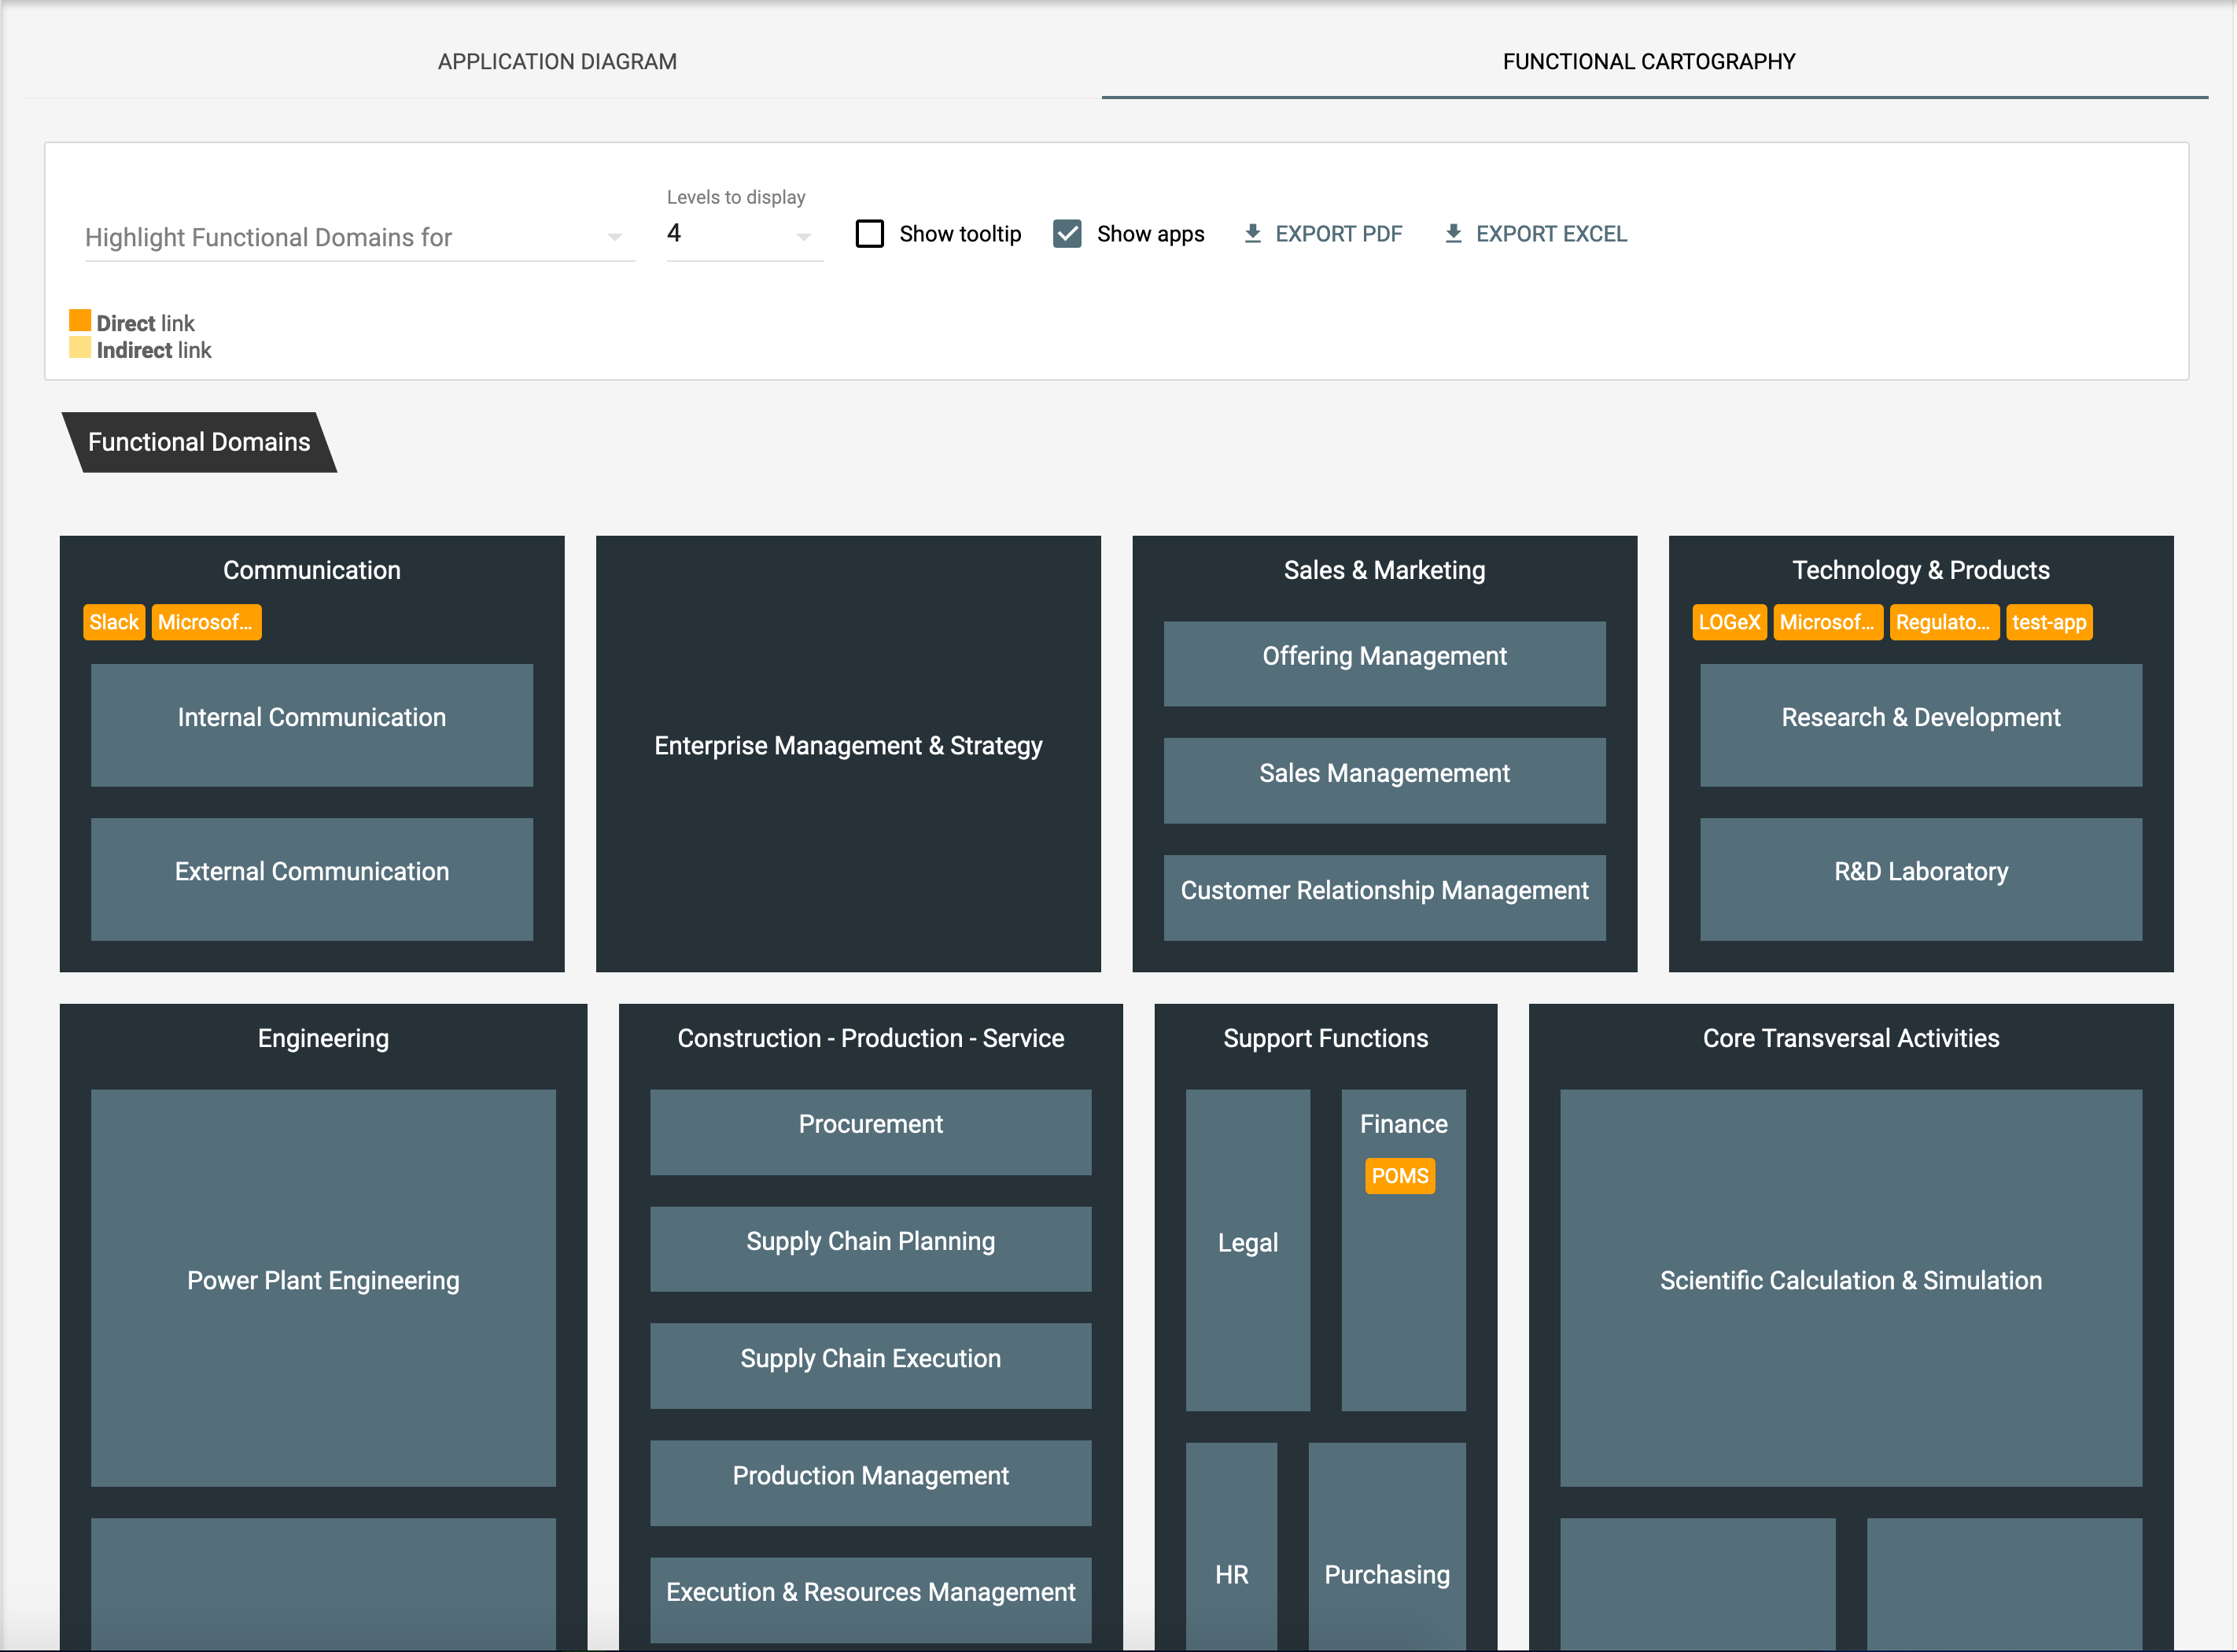 APPLICATION DIAGRAM
FUNCTIONAL CARTOGRAPHY
Highlight Functional Domains for
Levels to display
4
Show tooltip
Show apps
EXPORT PDF
EXPORT EXCEL
Direct link
Indirect link
Functional Domains
Communication
Slack
Microsof...
Internal Communication
External Communication
Enterprise Management & Strategy
Sales & Marketing
Offering Management
Sales Managemement
Customer Relationship Management
Technology & Products
LOGeX
Microsof...
Regulato...
test-app
Research & Development
R&D Laboratory
Engineering
Power Plant Engineering
Construction - Production - Service
Procurement
Supply Chain Planning
Supply Chain Execution
Production Management
Execution & Resources Management
Support Functions
Legal
Finance
POMS
HR
Purchasing
Core Transversal Activities
Scientific Calculation & Simulation